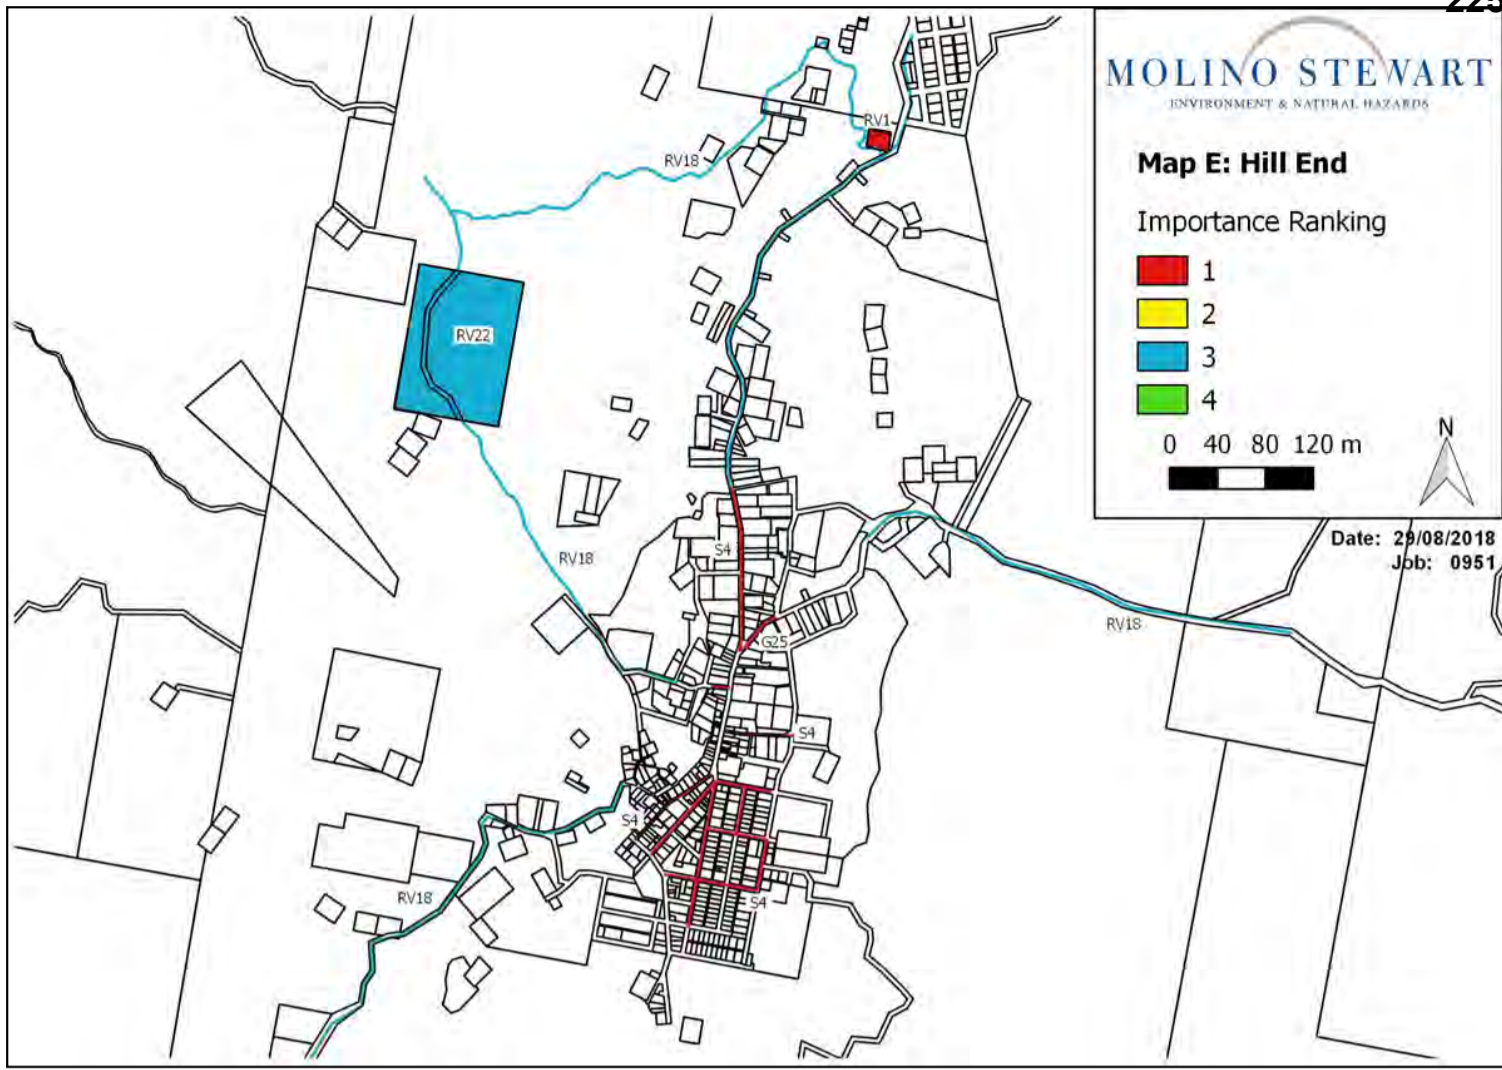 225
MOLINO STEWART
ENVIRONMENT & NATURAL HAZARDS
Map E: Hill End
Importance Ranking
1
2
3
4
0 40 80 120 m
N
Date: 29/08/2018
Job: 0951
RV1
RV18
RV22
S4
RV18
RV18
G25
S4
S4
RV18
S4